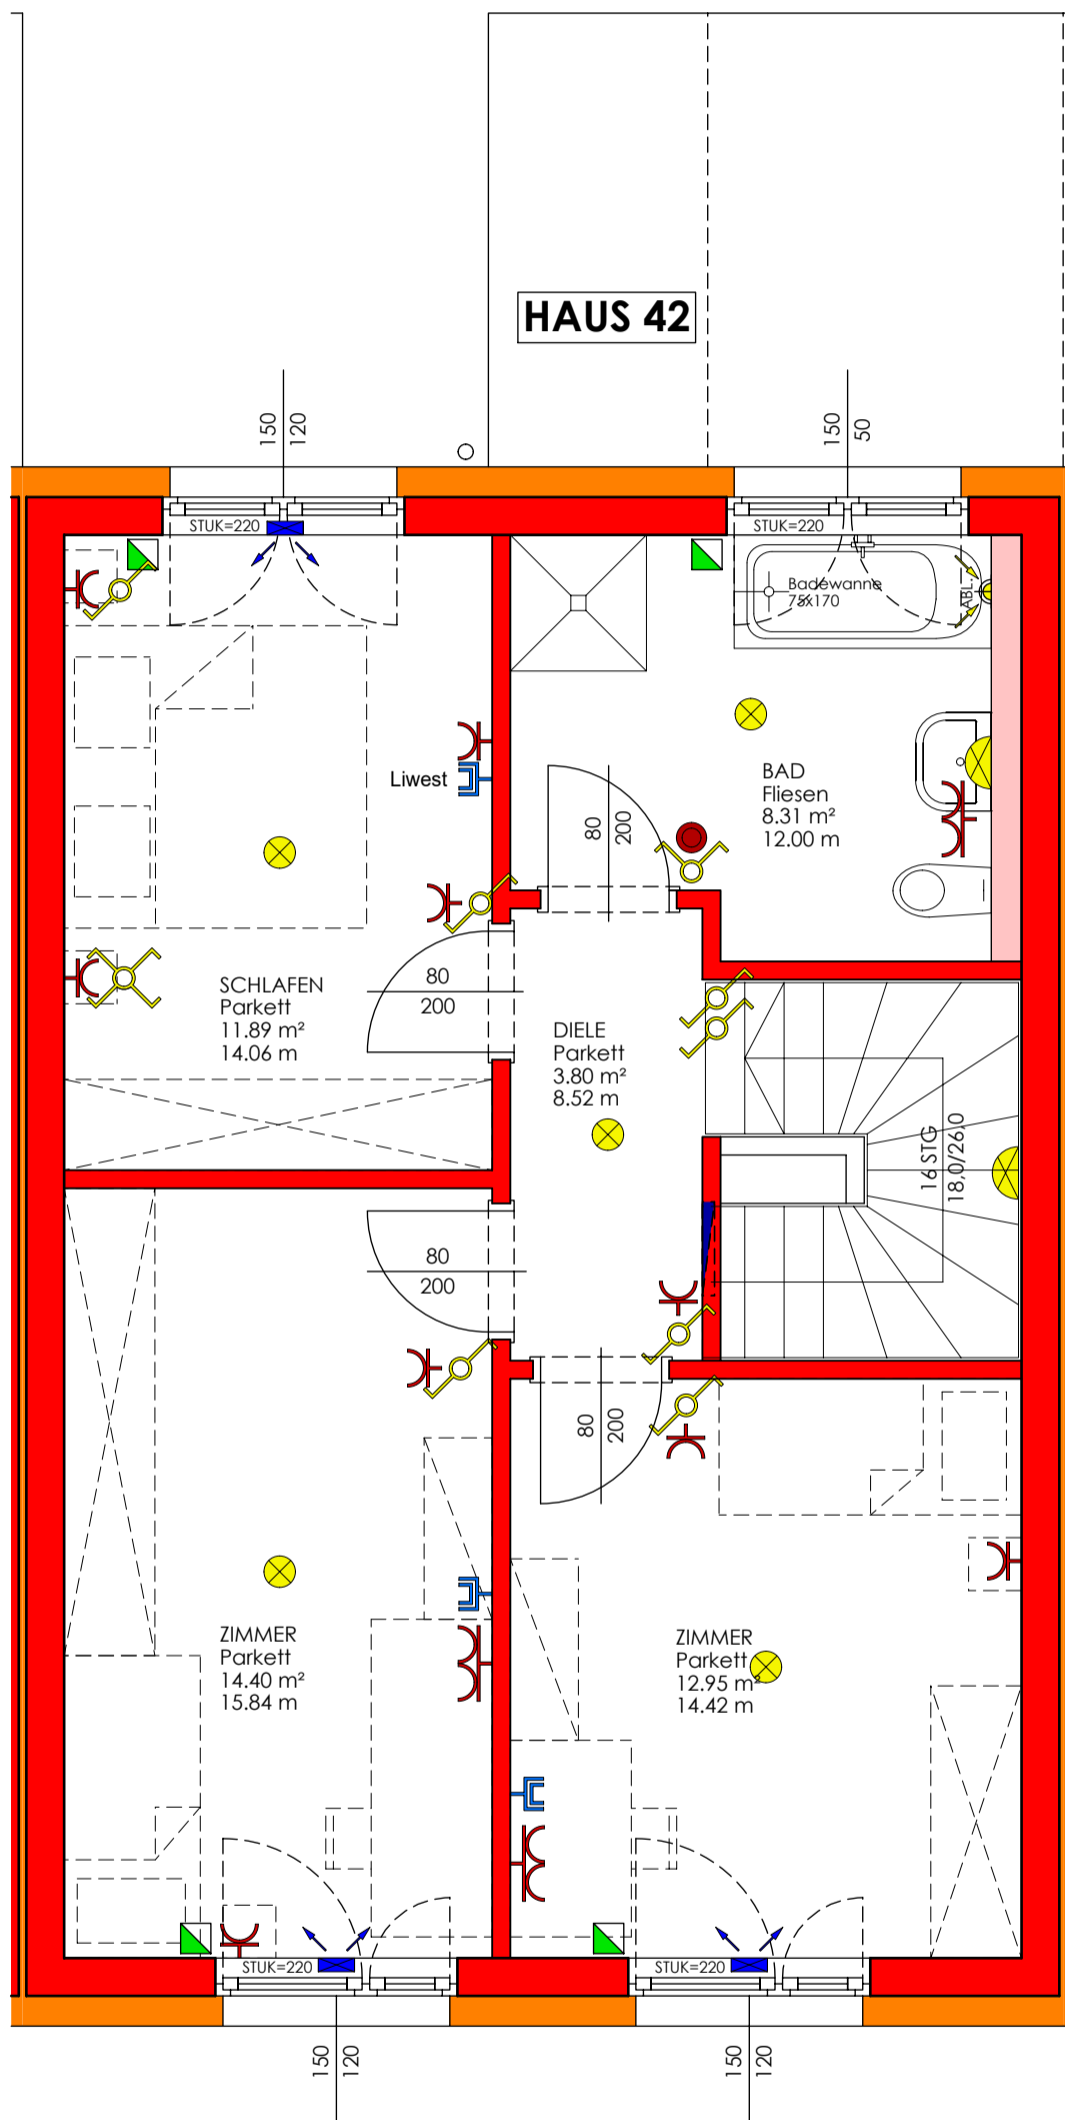 HAUS 42
150
120
150
50
STUK=220
STUK=220
Badewanne
75x170
ABL.
Liwest
BAD
Fliesen
8.31 m²
12.00 m
80
200
SCHLAFEN
Parkett
11.89 m²
14.06 m
80
200
DIELE
Parkett
3.80 m²
8.52 m
16 STG
18,0/26,0
80
200
80
200
ZIMMER
Parkett
14.40 m²
15.84 m
ZIMMER
Parkett
12.95 m²
14.42 m
STUK=220
STUK=220
150
120
150
120